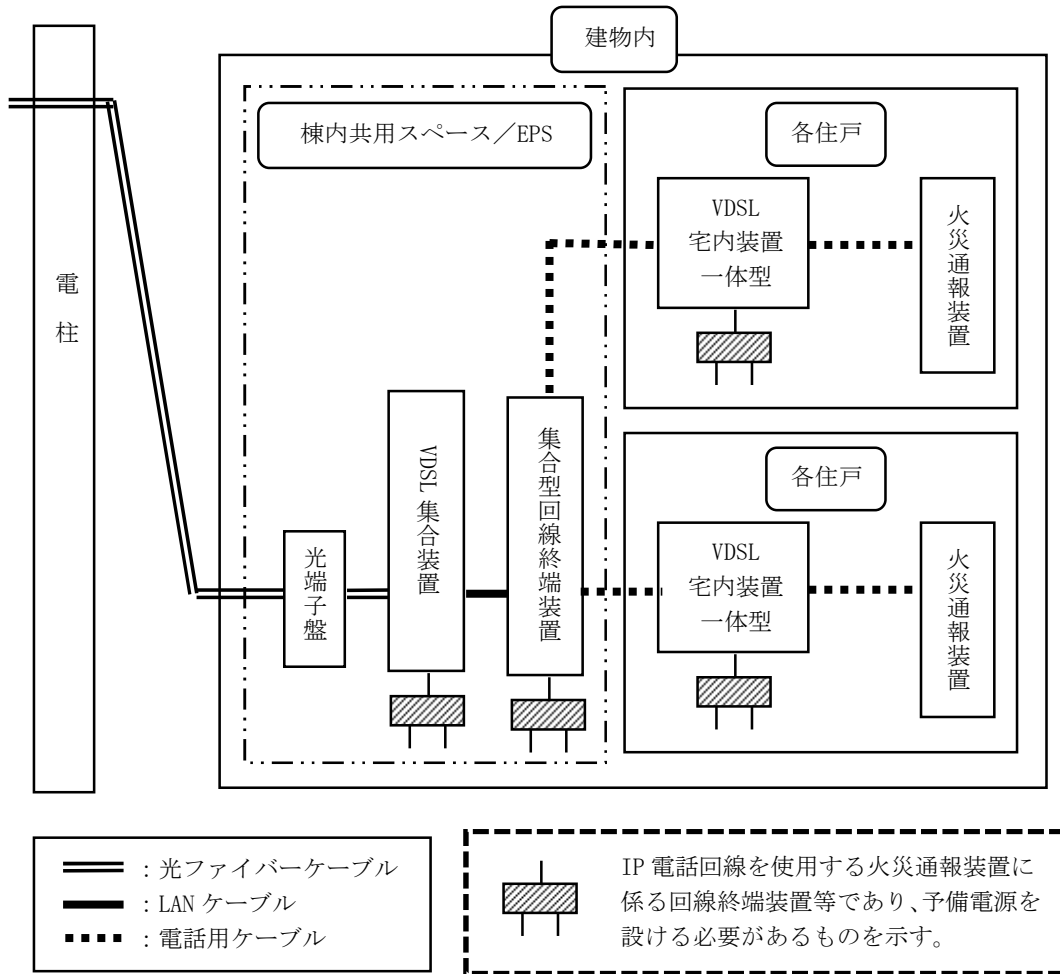 建物内
棟内共用スペース／EPS
各住戸
VDSL
宅内装置
一体型
火災通報装置
電柱
VDSL 集合装置
集合型回線終端装置
光端子盤
各住戸
VDSL
宅内装置
一体型
火災通報装置
：光ファイバーケーブル
：LAN ケーブル
：電話用ケーブル
IP 電話回線を使用する火災通報装置に
係る回線終端装置等であり、予備電源を
設ける必要があるものを示す。